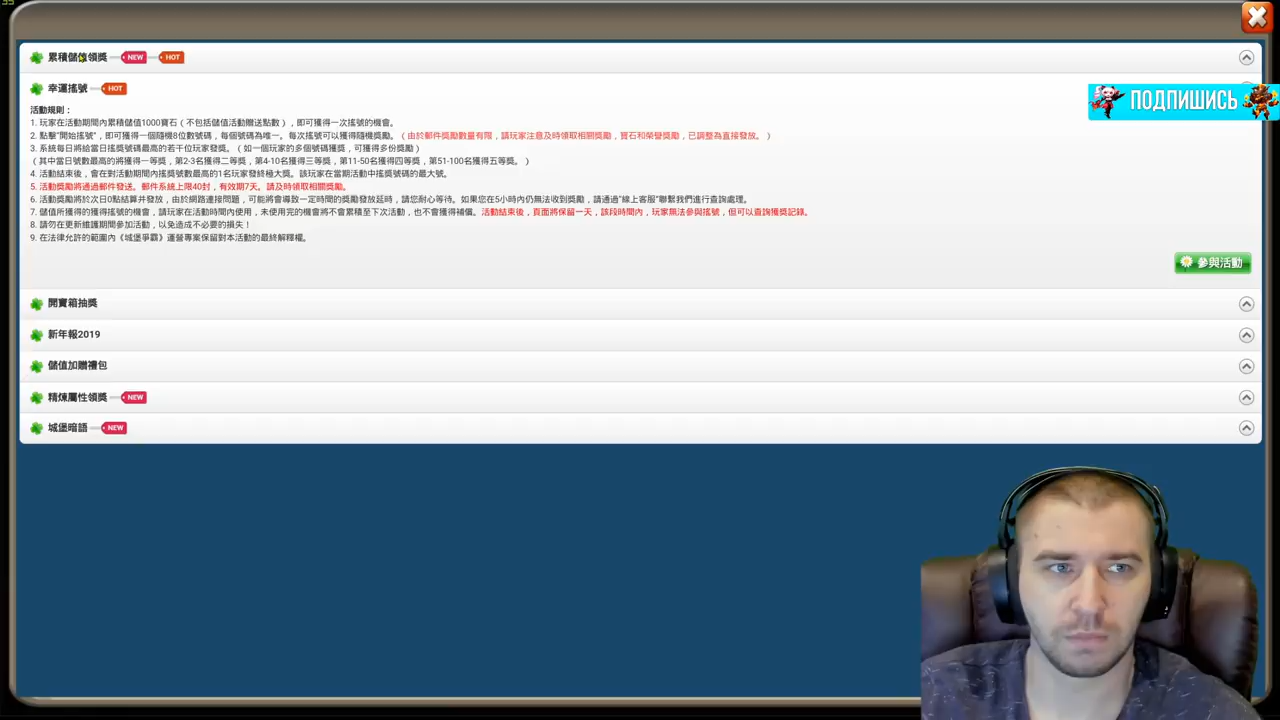 累積儲值領獎 NEW HOT
幸運搖號 HOT
ПОДПИШИСЬ
活動規則：
1. 玩家在活動期間內累積儲值1000寶石（不包括儲值活動贈送點數），即可獲得一次搖號的機會。
2. 點擊"開始搖號"，即可獲得一個隨機8位數號碼，每個號碼為唯一。每次搖號可以獲得隨機獎勵。（由於郵件獎勵數量有限，請玩家注意及時領取相關獎勵，寶石和榮譽獎勵，已調整為直接發放。）
3. 系統每日將給當日搖獎號碼最高的若干位玩家發獎。（如一個玩家的多個號碼獲獎，可獲得多份獎勵）
（其中當日號數最高的將獲得一等獎，第2-3名獲得二等獎，第4-10名獲得三等獎，第11-50名獲得四等獎，第51-100名獲得五等獎。）
4. 活動結束後，會在對活動期間內搖獎號數最高的1名玩家發終極大獎。該玩家在當期活動中搖獎號碼的最大號。
5. 活動獎勵將通過郵件發送。郵件系統上限40封，有效期7天。請及時領取相關獎勵。
6. 活動獎勵將於次日0點結算并發放，由於網路連接問題，可能將會導致一定時間的獎勵發放延時，請您耐心等待。如果您在5小時內仍無法收到獎勵，請通過"線上客服"聯繫我們進行查詢處理。
7. 儲值所獲得的獲得搖號的機會，請玩家在活動時間內使用，未使用完的機會將不會累積至下次活動，也不會獲得補償。活動結束後，頁面將保留一天，該段時間內，玩家無法參與搖號，但可以查詢獲獎記錄。
8. 請勿在更新維護期間參加活動，以免造成不必要的損失！
9. 在法律允許的範圍內《城堡爭霸》運營專案保留對本活動的最終解釋權。
參與活動
開寶箱抽獎
新年報2019
儲值加贈禮包
精煉屬性領獎 NEW
城堡暗語 NEW